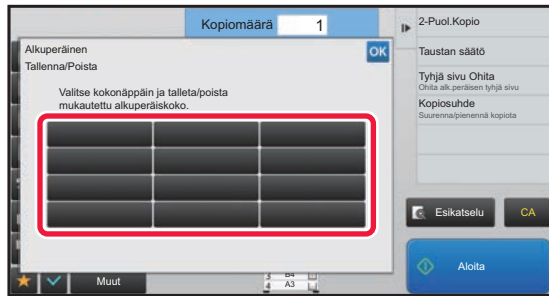 Kopiomäärä 1
Alkuperäinen
Tallenna/Poista
OK
Valitse kokonäppäin ja talleta/poista
mukautettu alkuperäiskoko.
Muut
3 B4
4 A3
2-Puol.Kopio
Taustan säätö
Tyhjä sivu Ohita
Ohita alk.peräisen tyhjä sivu
Kopiosuhde
Suurenna/pienennä kopiota
Esikatselu
CA
Aloita